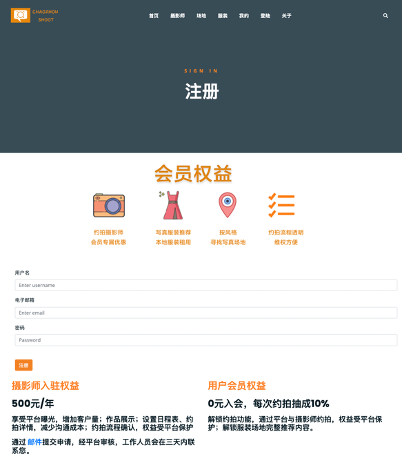 CHAORMON
SHOOT
首页 摄影师 场地 服装 我的 登陆 关于
SIGN IN
注册
会员权益
约拍摄影师
会员专属优惠
写真服装群搜
本地服装租用
按风格
寻找写真场地
约拍流程透明
维权方便
用户名
Enter username
电子邮箱
Enter email
密码
Password
注册
摄影师入驻权益
500元/年
享受平台曝光，增加客户量；作品展示；设置日程表、约
拍详情，减少沟通成本；约拍流程确认，权益受平台保护
通过 邮件提交申请，经平台审核，工作人员会在三天内联
系您。
用户会员权益
0元入会，每次约拍抽成10%
解锁约拍功能，通过平台与摄影师约拍，权益受平台保
护；解锁服装场地完整推荐内容。